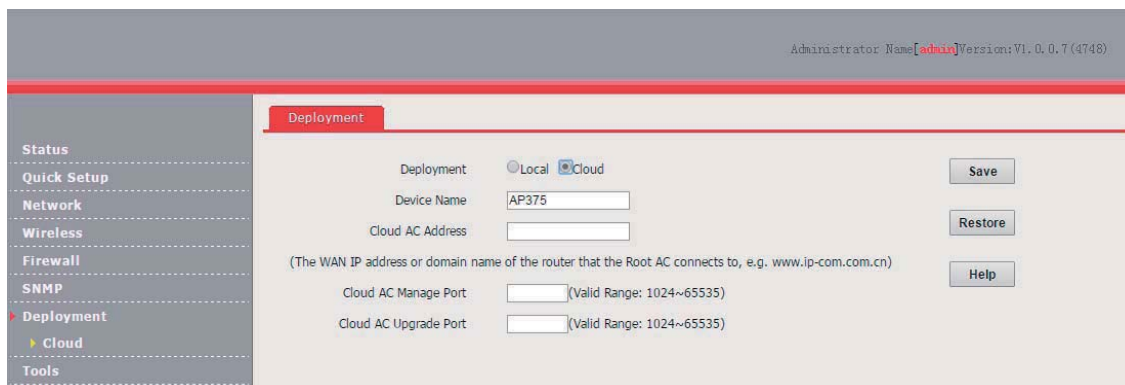 Administrator Name[admin]Version:V1.0.0.7(4748)
Deployment
Status
Quick Setup
Network
Wireless
Firewall
SNMP
Deployment
Cloud
Tools
Deployment Local Cloud
Device Name AP375
Cloud AC Address
(The WAN IP address or domain name of the router that the Root AC connects to, e.g. www.ip-com.com.cn)
Cloud AC Manage Port (Valid Range: 1024~65535)
Cloud AC Upgrade Port (Valid Range: 1024~65535)
Save
Restore
Help